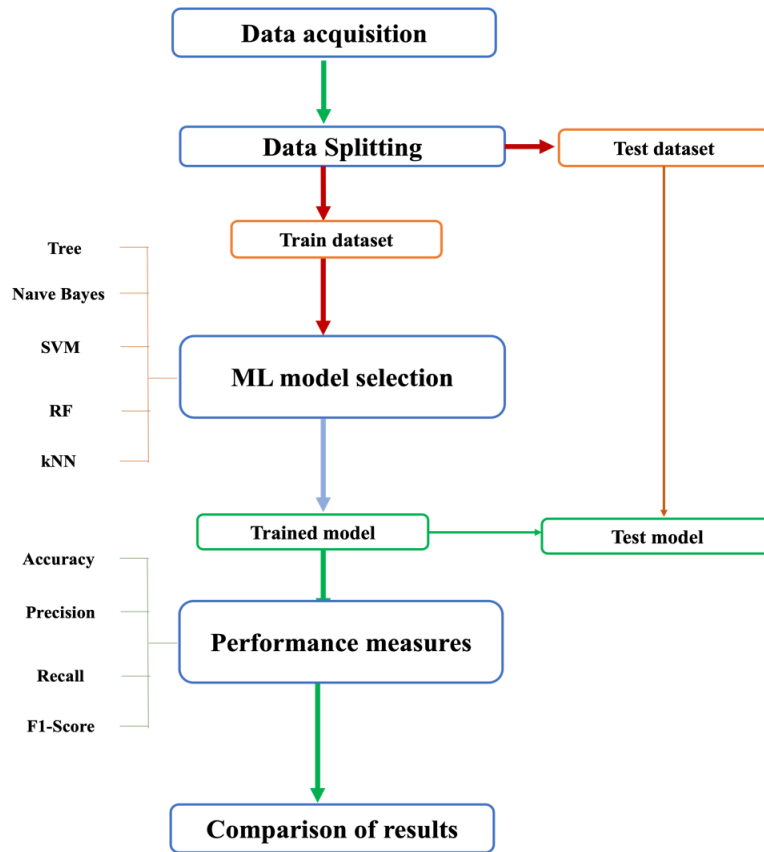 Data acquisition
Data Splitting
Test dataset
Train dataset
Tree
Naıve Bayes
SVM
ML model selection
RF
kNN
Trained model
Test model
Accuracy
Precision
Performance measures
Recall
F1-Score
Comparison of results